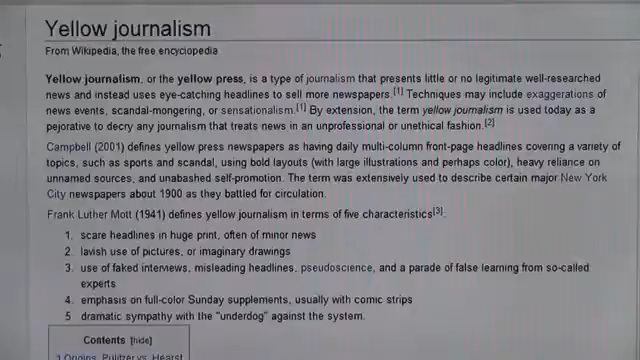 Yellow journalism
From Wikipedia, the free encyclopedia
Yellow journalism, or the yellow press, is a type of journalism that presents little or no legitimate well-researched
news and instead uses eye-catching headlines to sell more newspapers.[1] Techniques may include exaggerations of
news events, scandal-mongering, or sensationalism.[1] By extension, the term yellow journalism is used today as a
pejorative to decry any journalism that treats news in an unprofessional or unethical fashion.[2]
Campbell (2001) defines yellow press newspapers as having daily multi-column front-page headlines covering a variety of
topics, such as sports and scandal, using bold layouts (with large illustrations and perhaps color), heavy reliance on
unnamed sources, and unabashed self-promotion. The term was extensively used to describe certain major New York
City newspapers about 1900 as they battled for circulation.
Frank Luther Mott (1941) defines yellow journalism in terms of five characteristics[3]:
1. scare headlines in huge print, often of minor news
2. lavish use of pictures, or imaginary drawings
3. use of faked interviews, misleading headlines, pseudoscience, and a parade of false learning from so-called
experts
4. emphasis on full-color Sunday supplements, usually with comic strips
5 dramatic sympathy with the "underdog" against the system.
Contents [hide]
1 Origins: Pulitzer vs. Hearst